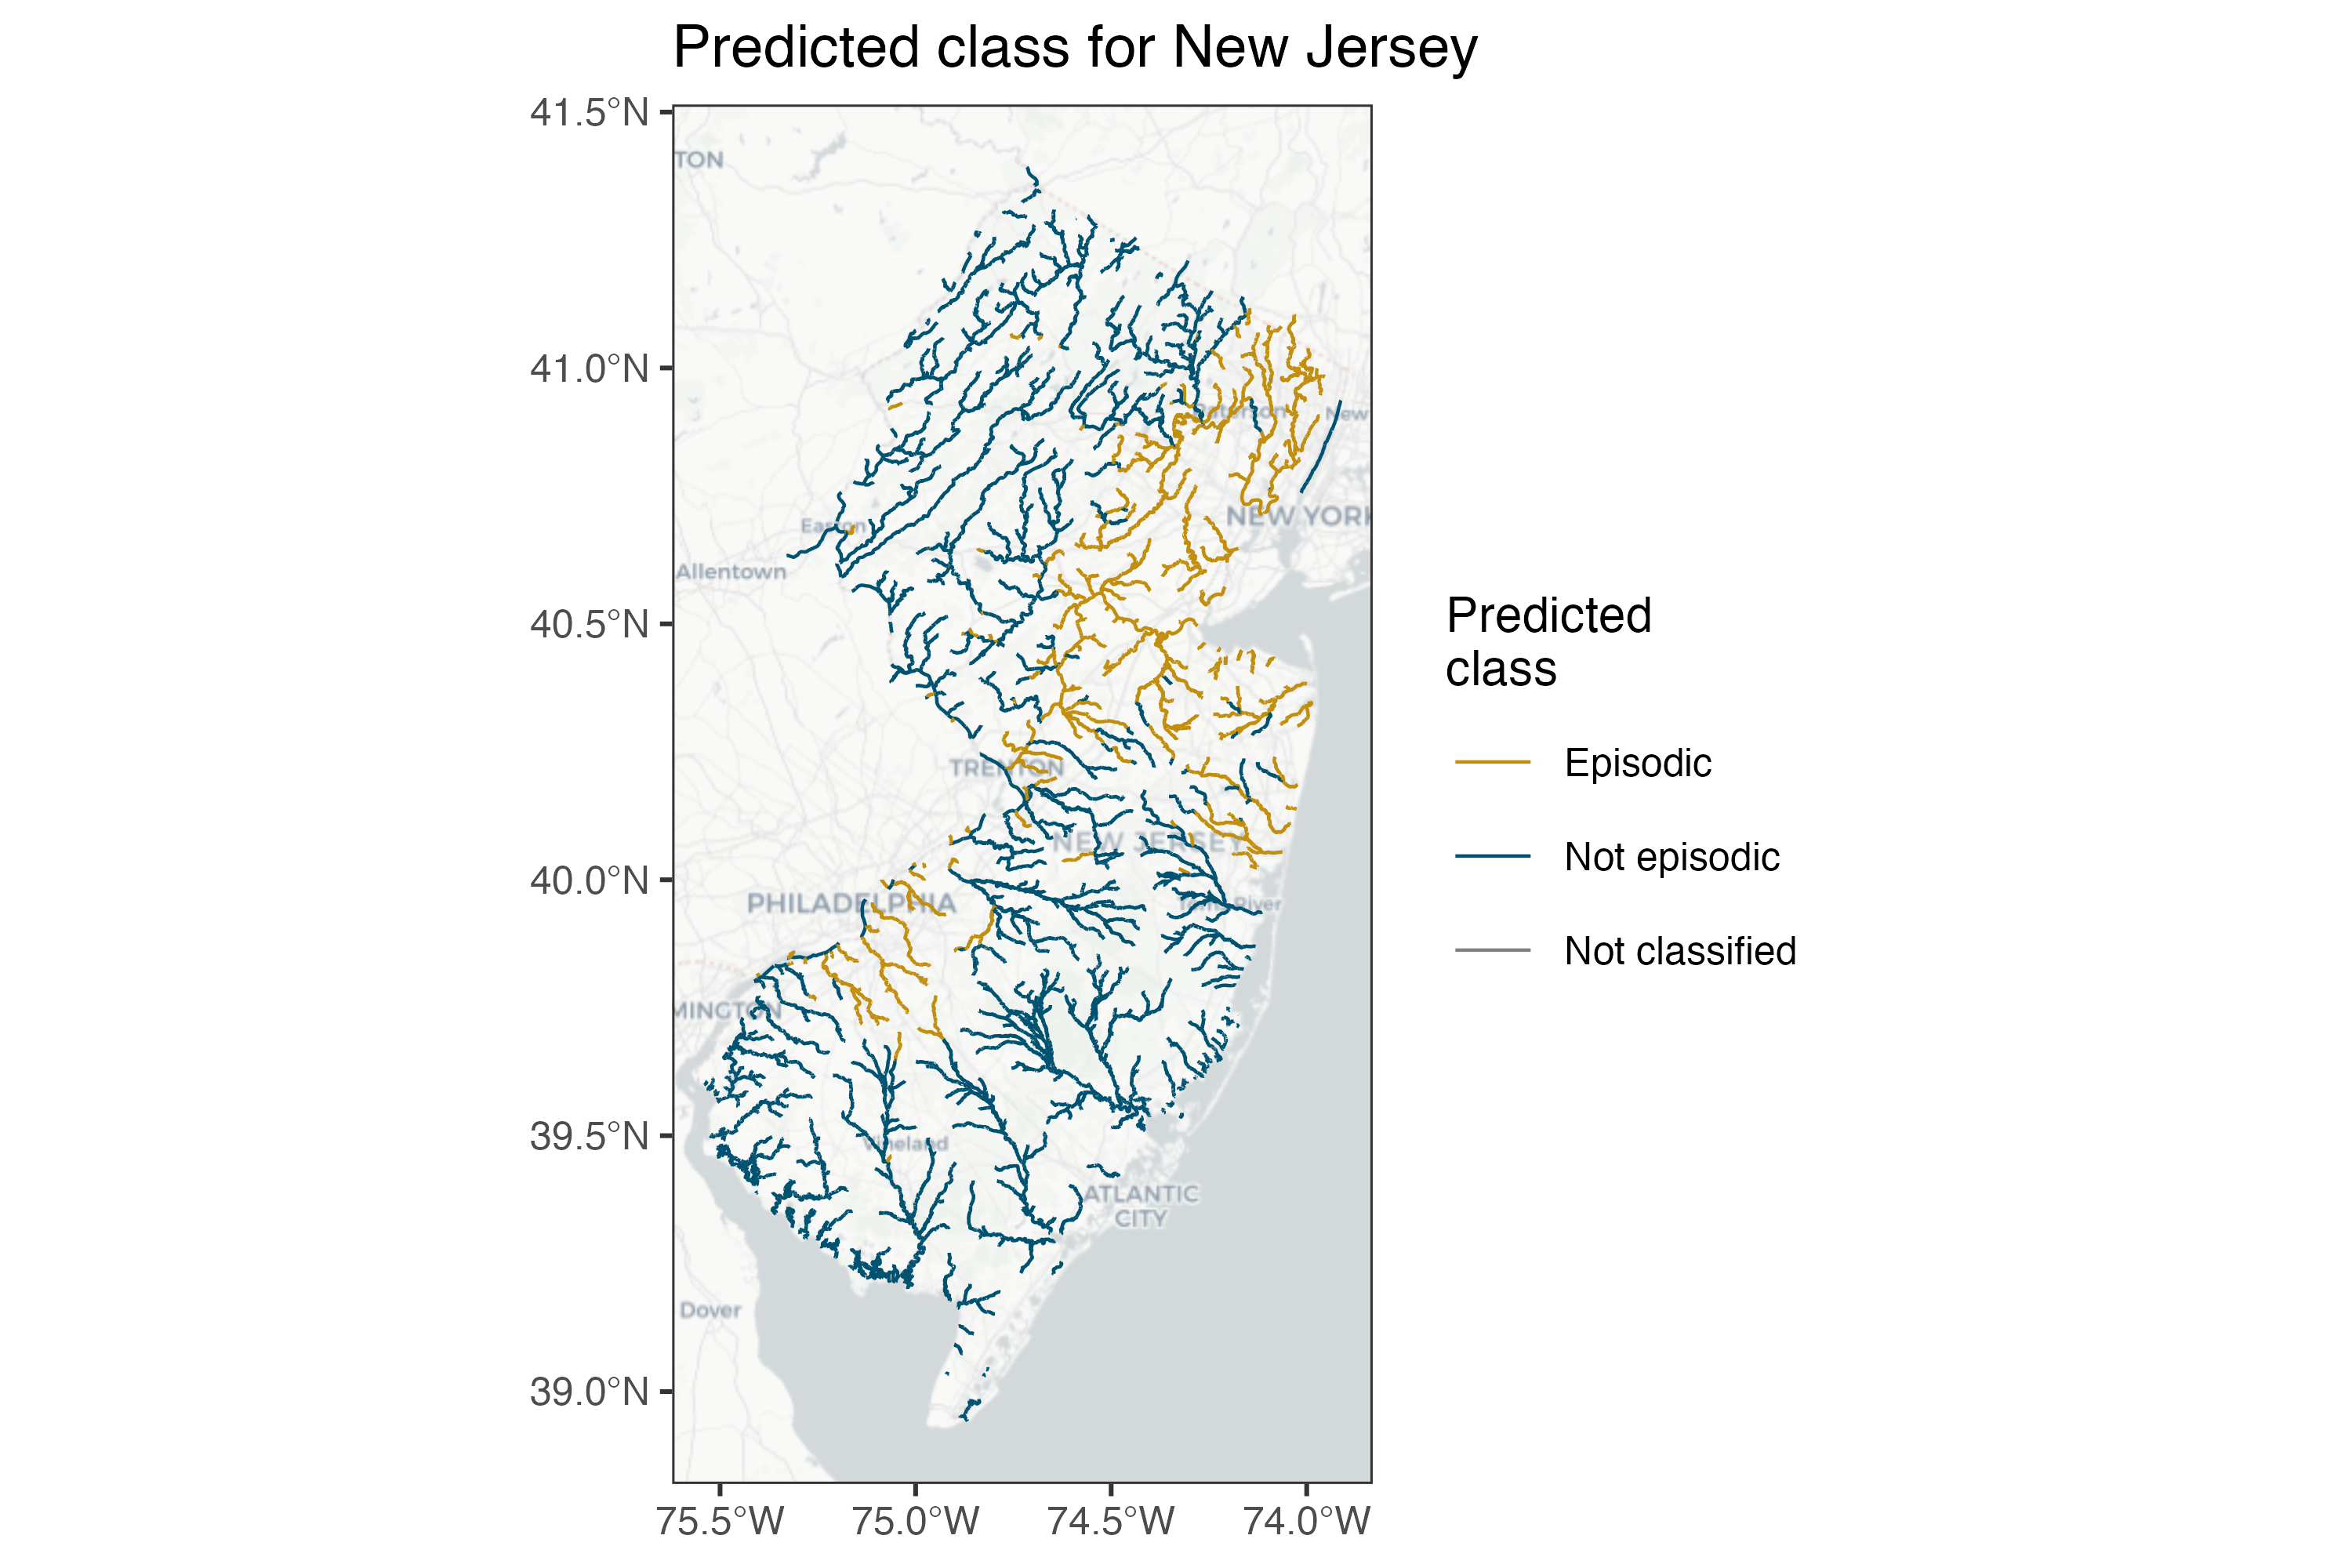 Predicted class for New Jersey
41.5°N
41.0°N
40.5°N
40.0°N
39.5°N
39.0°N
75.5°W
75.0°W
74.5°W
74.0°W
TON
Paterson
New
Easton
NEW YORK
Allentown
TRENTON
NEW JERSEY
PHILADELPHIA
Toms River
MINGTON
Vineland
ATLANTIC
CITY
Dover
Predicted
class
Episodic
Not episodic
Not classified